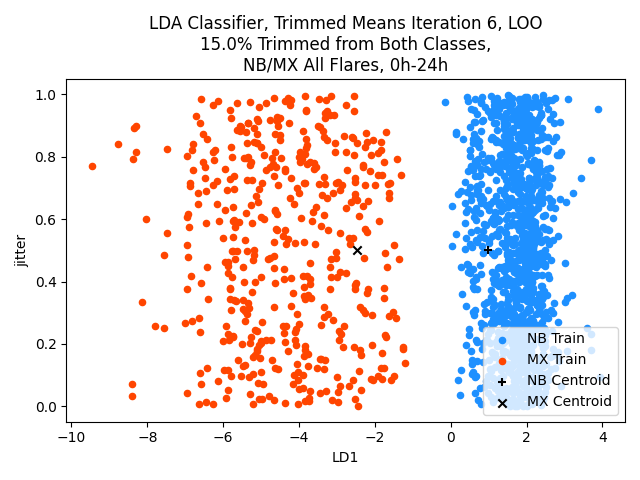 LDA Classifier, Trimmed Means Iteration 6, LOO
15.0% Trimmed from Both Classes,
NB/MX All Flares, 0h-24h
1.0
0.8
0.6
0.4
0.2
0.0
jitter
NB Train
MX Train
NB Centroid
MX Centroid
−10
−8
−6
−4
−2
0
2
4
LD1